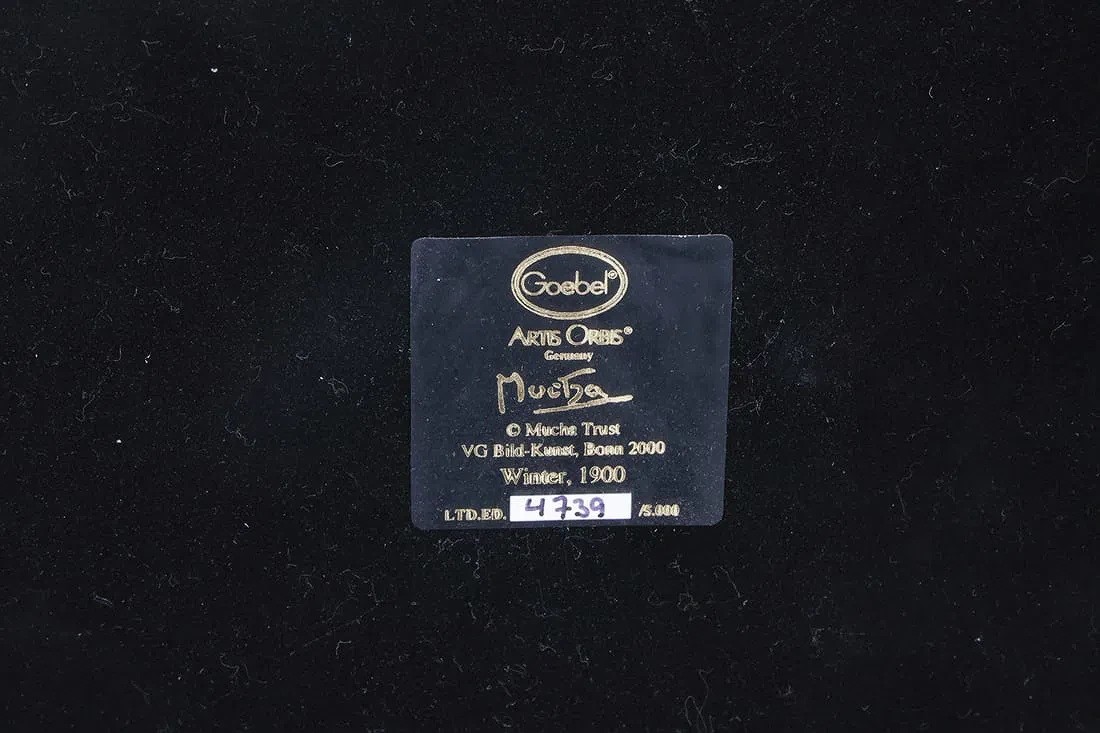 Goebel®
ARTIS ORBIS®
Germany
Mucha
© Mucha Trust
VG Bild-Kunst, Bonn 2000
Winter, 1900
LTD.ED. 4739 /5.000